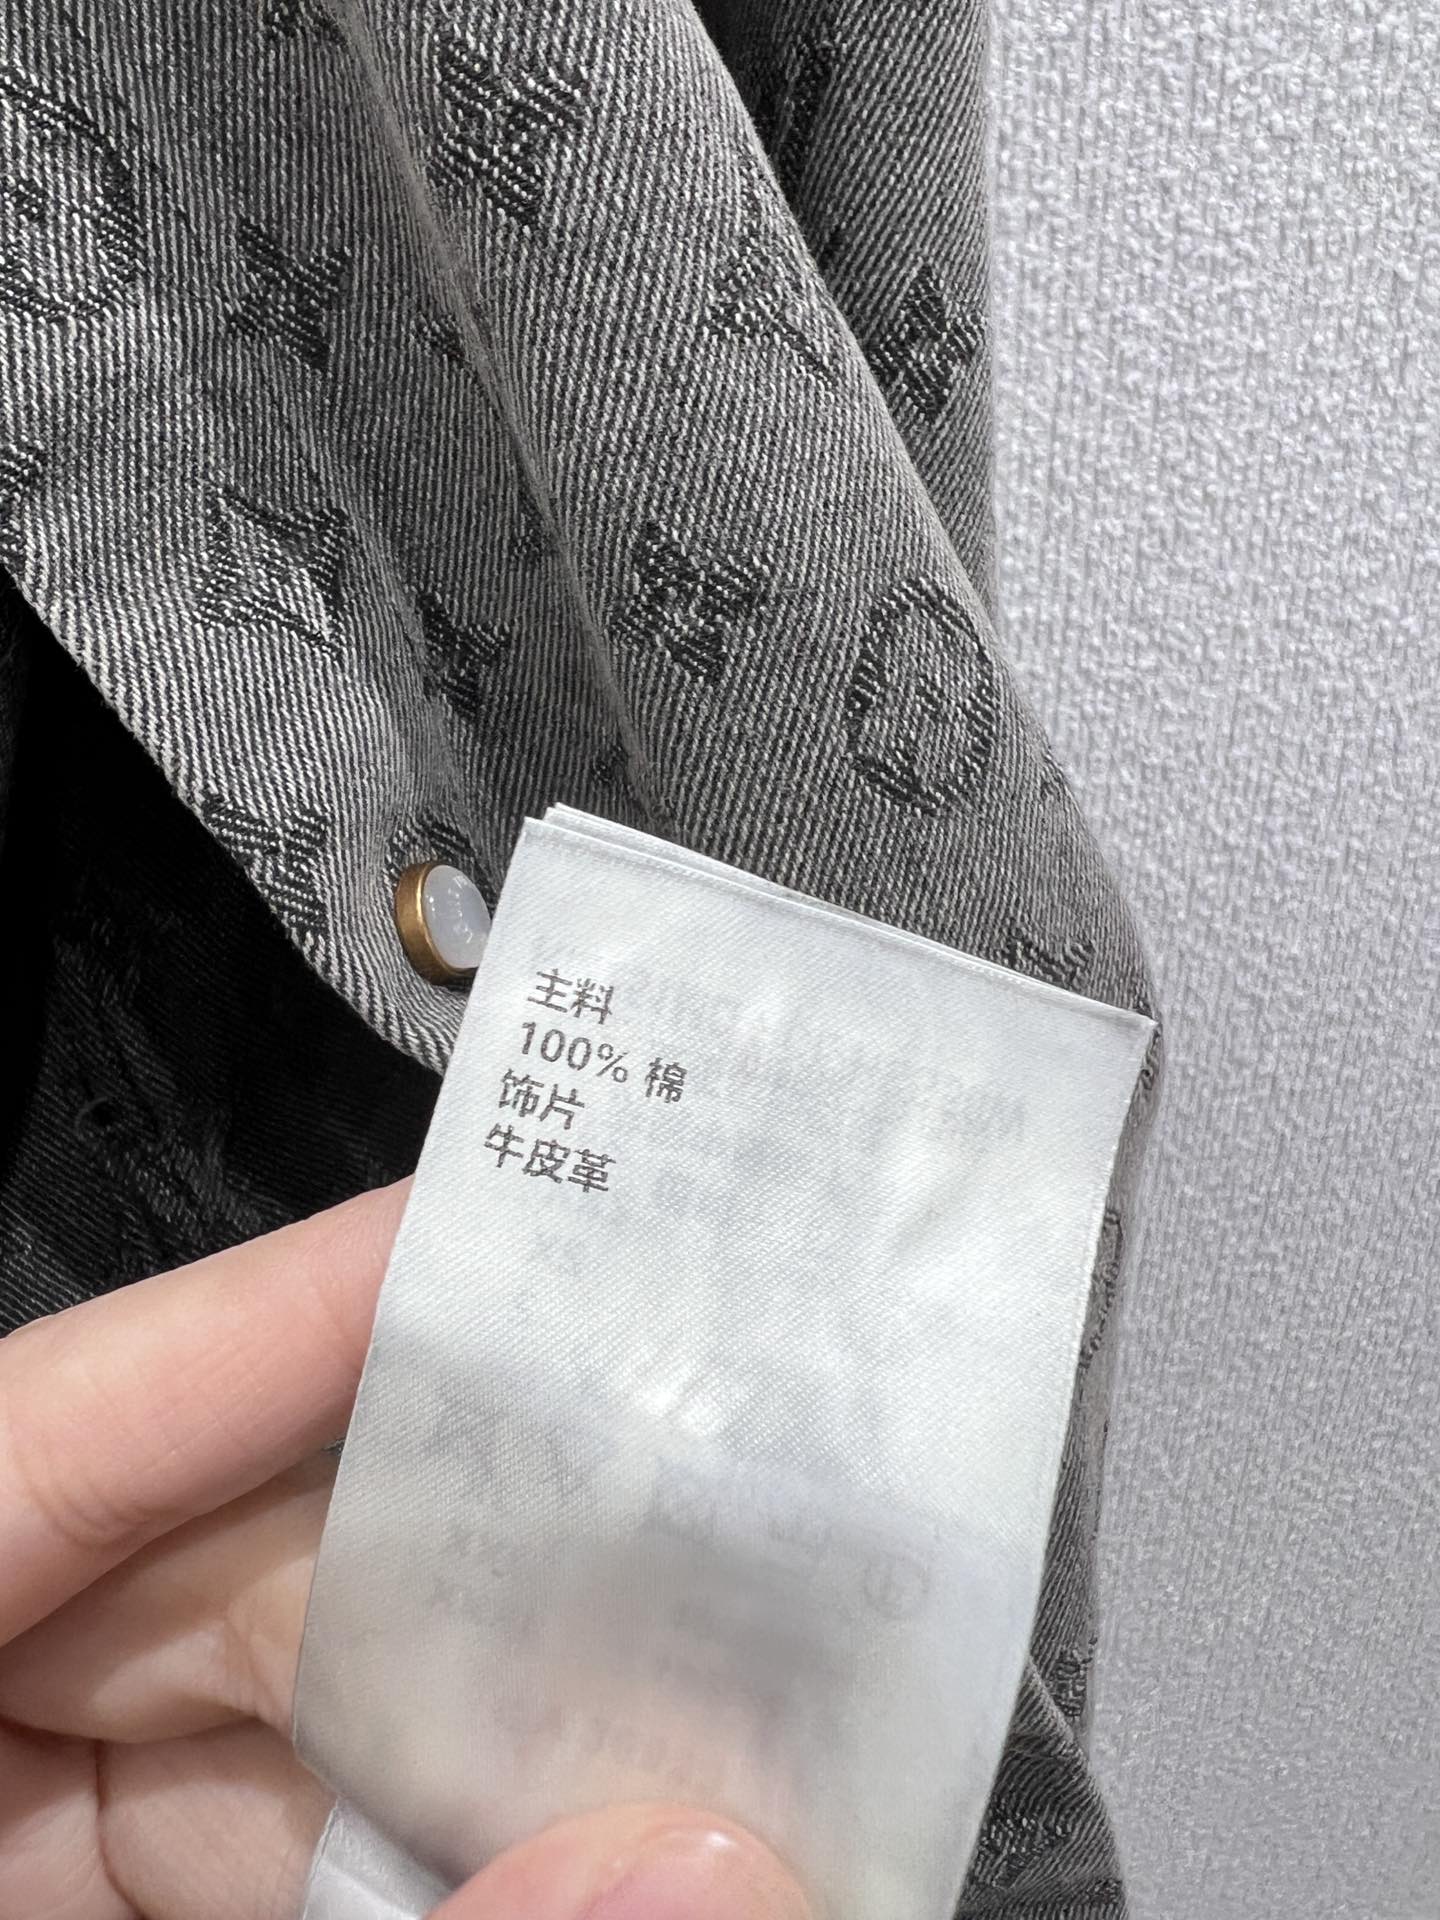 主料
100% 棉
饰片
牛皮革